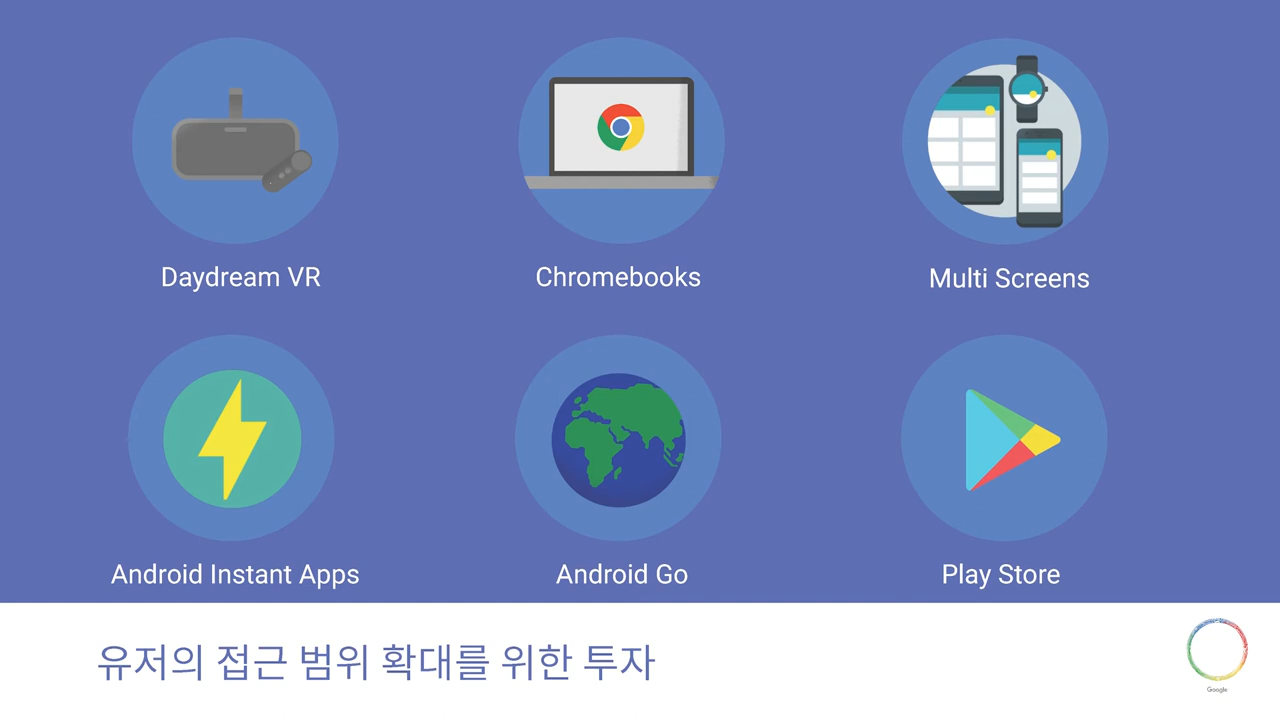 Daydream VR
Chromebooks
Multi Screens
Android Instant Apps
Android Go
Play Store
유저의 접근 범위 확대를 위한 투자
Google